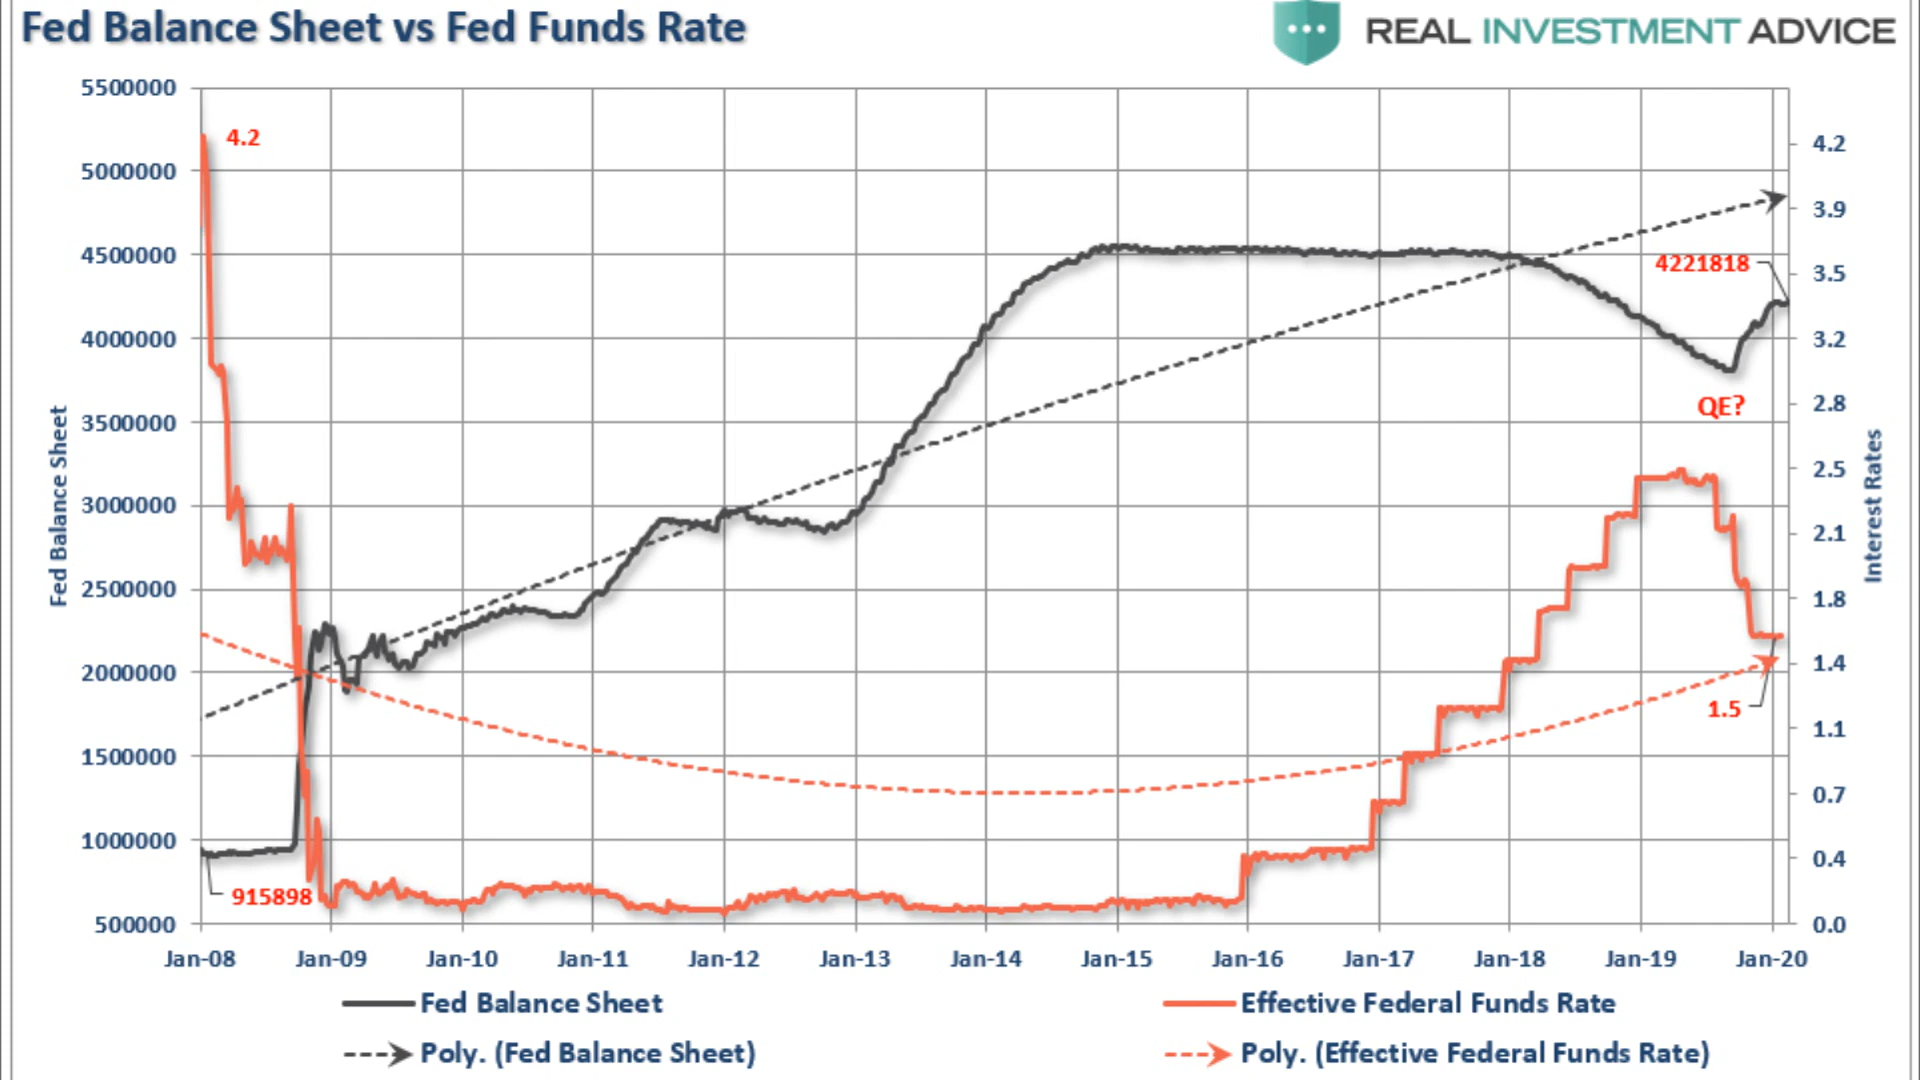 Fed Balance Sheet vs Fed Funds Rate
REAL INVESTMENT ADVICE
5500000
5000000
4500000
4000000
3500000
3000000
2500000
2000000
1500000
1000000
500000
Fed Balance Sheet
4.2
915898
4221818
QE?
1.5
4.2
3.9
3.5
3.2
2.8
2.5
2.1
1.8
1.4
1.1
0.7
0.4
0.0
Interest Rates
Jan-08 Jan-09 Jan-10 Jan-11 Jan-12 Jan-13 Jan-14 Jan-15 Jan-16 Jan-17 Jan-18 Jan-19 Jan-20
Fed Balance Sheet
Effective Federal Funds Rate
Poly. (Fed Balance Sheet)
Poly. (Effective Federal Funds Rate)